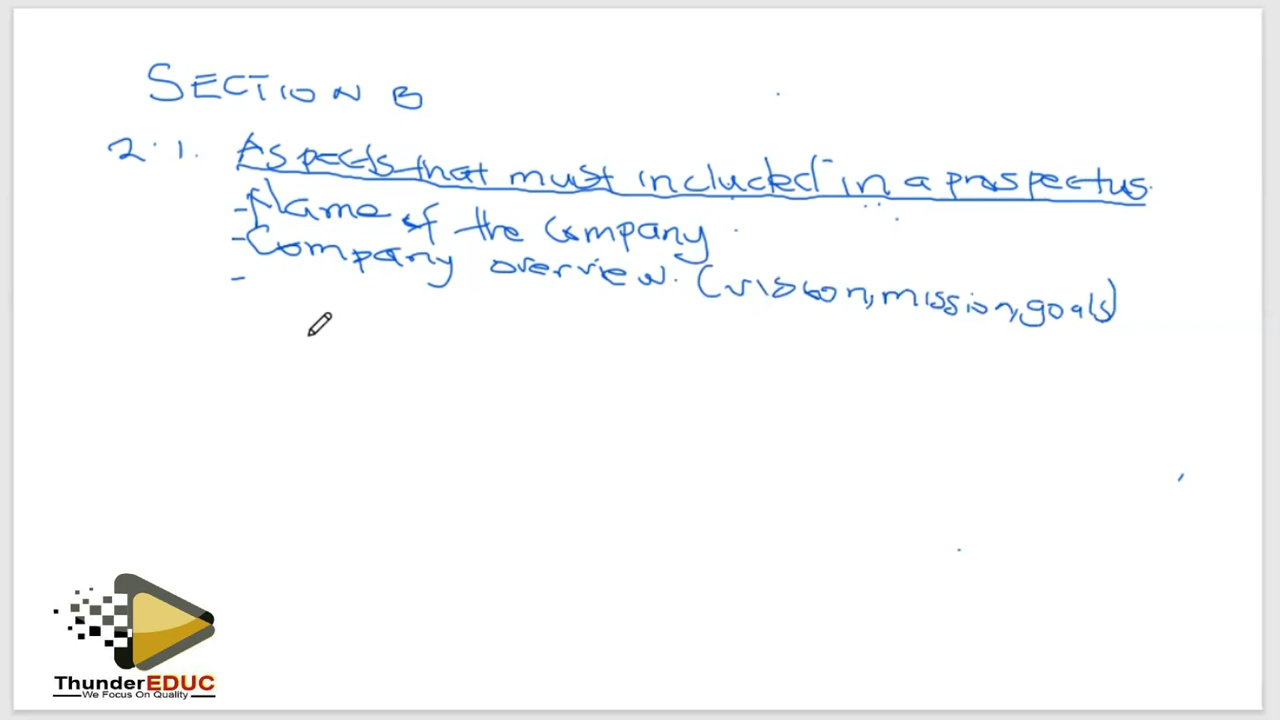 SECTION B
2.1. Aspects that must included in a prospectus.
- Name of the company
- Company overview. (vision, mission, goals)
-
ThunderEDUC
We Focus On Quality